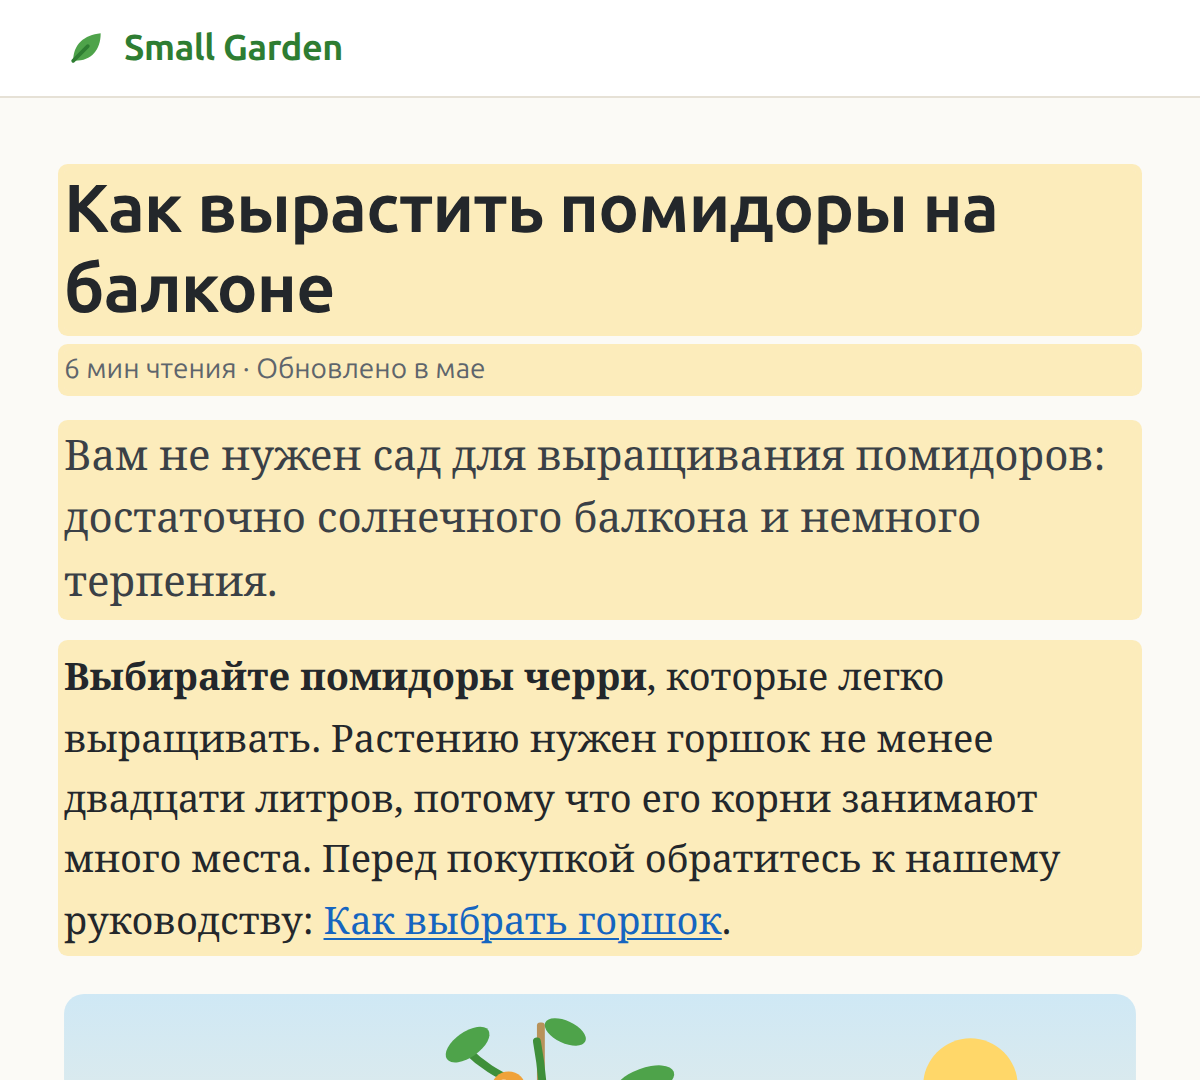 Small Garden
Как вырастить помидоры на
балконе
6 мин чтения · Обновлено в мае
Вам не нужен сад для выращивания помидоров:
достаточно солнечного балкона и немного
терпения.
Выбирайте помидоры черри, которые легко
выращивать. Растению нужен горшок не менее
двадцати литров, потому что его корни занимают
много места. Перед покупкой обратитесь к нашему
руководству: Как выбрать горшок.